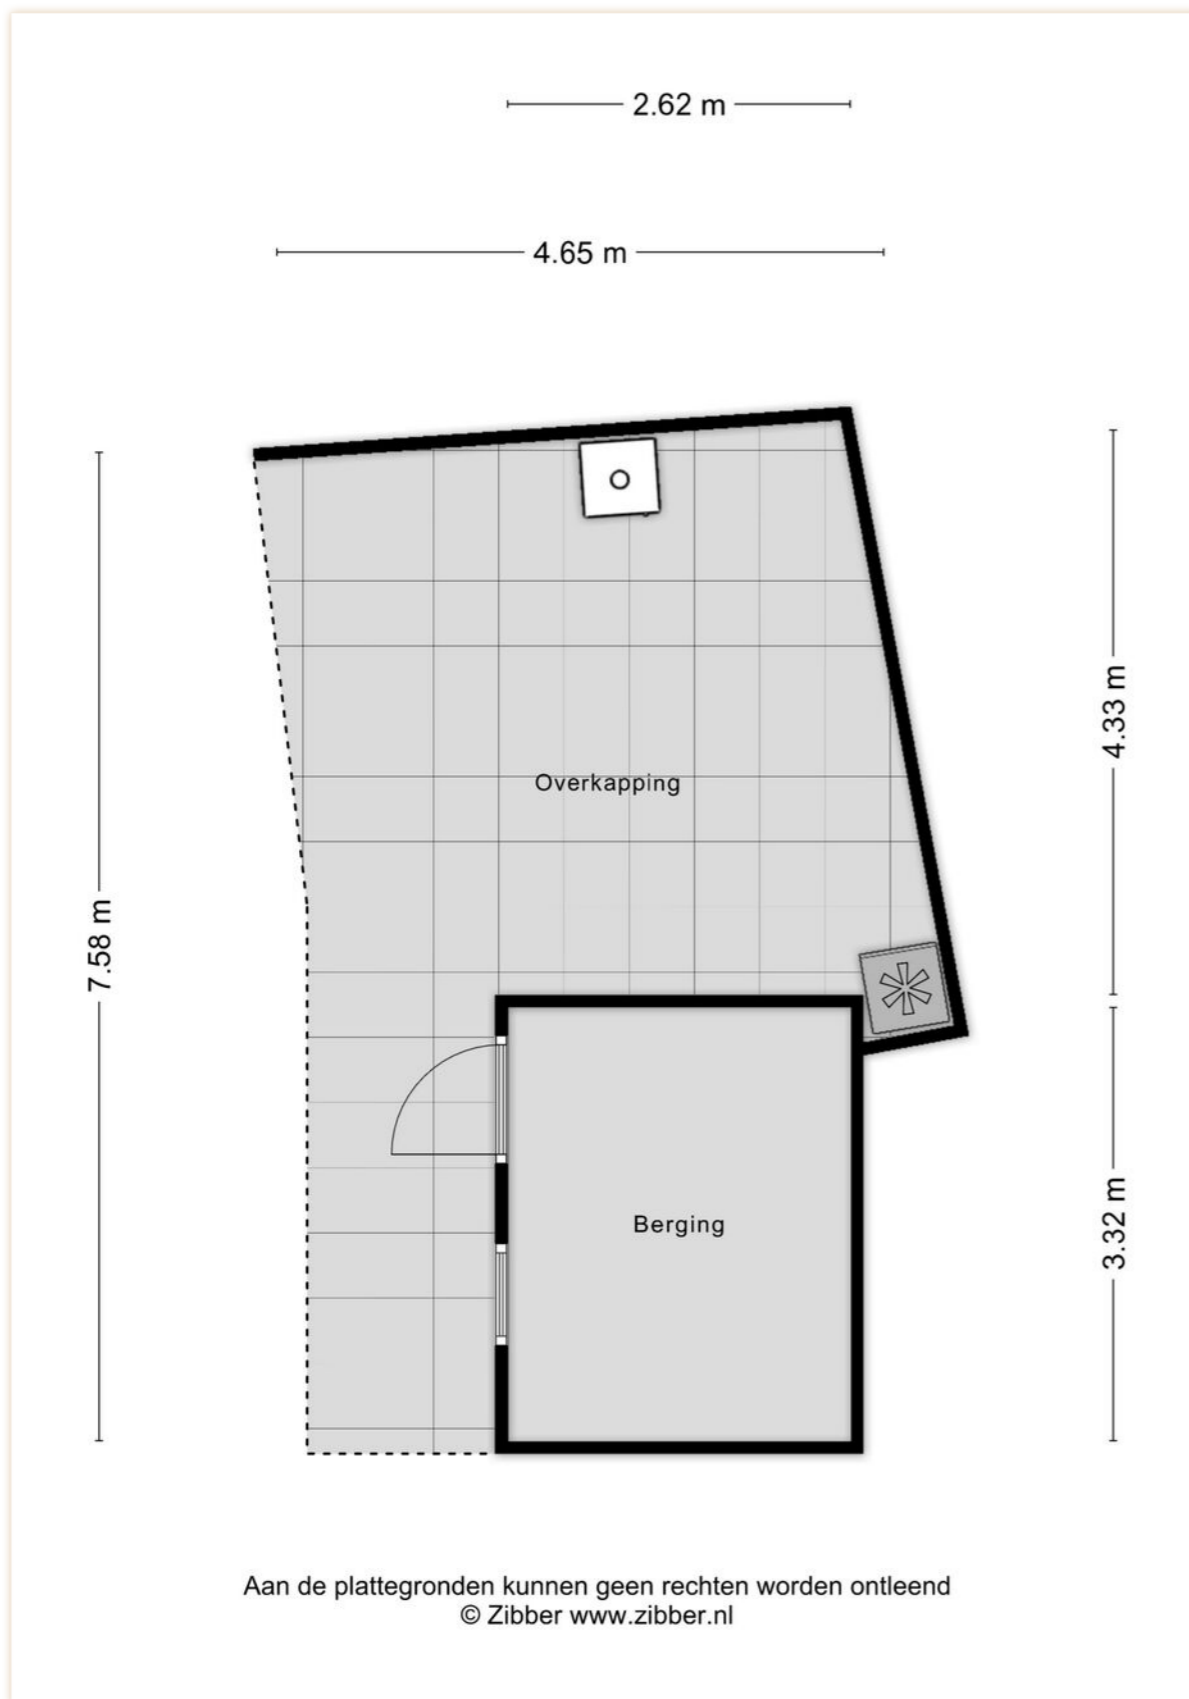 2.62 m
4.65 m
4.33 m
Overkapping
7.58 m
3.32 m
Berging
Aan de plattegronden kunnen geen rechten worden ontleend
© Zibber www.zibber.nl